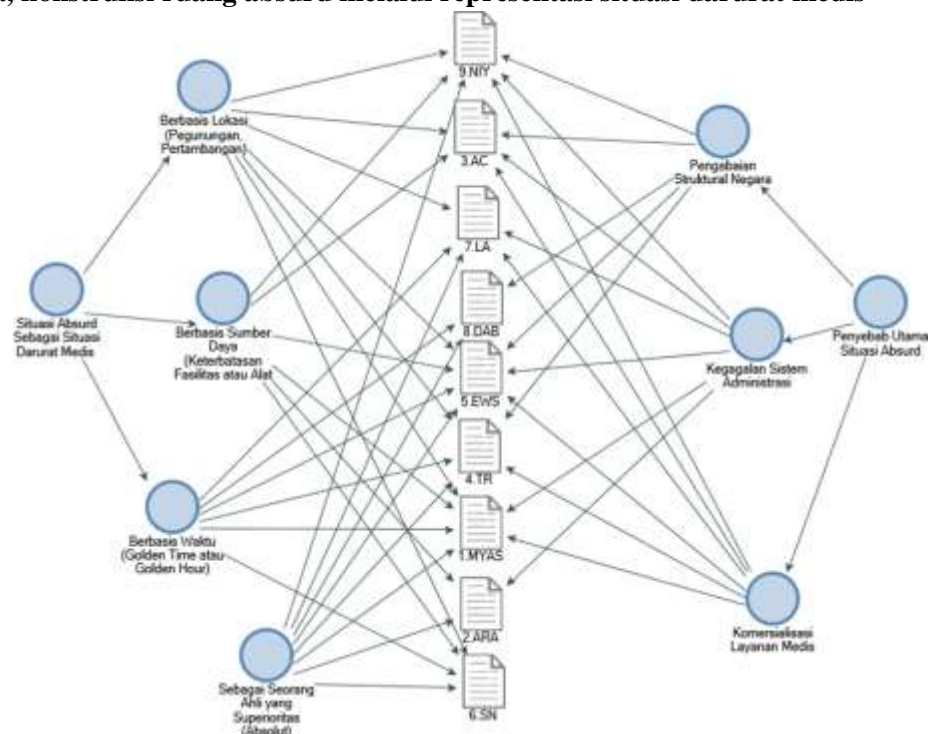 konstruksi ruang absurd melalui representasi situasi darurat medis
9.NIY
Berbasis Lokasi
(Pegunungan,
Pertambangan)
3.AC
Pengabaian
Struktural Negara
7.LA
Situasi Absurd
Sebagai Situasi
Darurat Medis
Berbasis Sumber
Daya
(Keterbatasan
Fasilitas atau Alat
8.DAB
Kegagalan Sistem
Administrasi
Penyebab Utama
Situasi Absurd
5.EWS
4.TR
Berbasis Waktu
(Golden Time atau
Golden Hour)
1.MYAS
2.ARA
Komersialisasi
Layanan Medis
Sebagai Seorang
Ahli yang
Superioritas
(Absolut)
6.SN